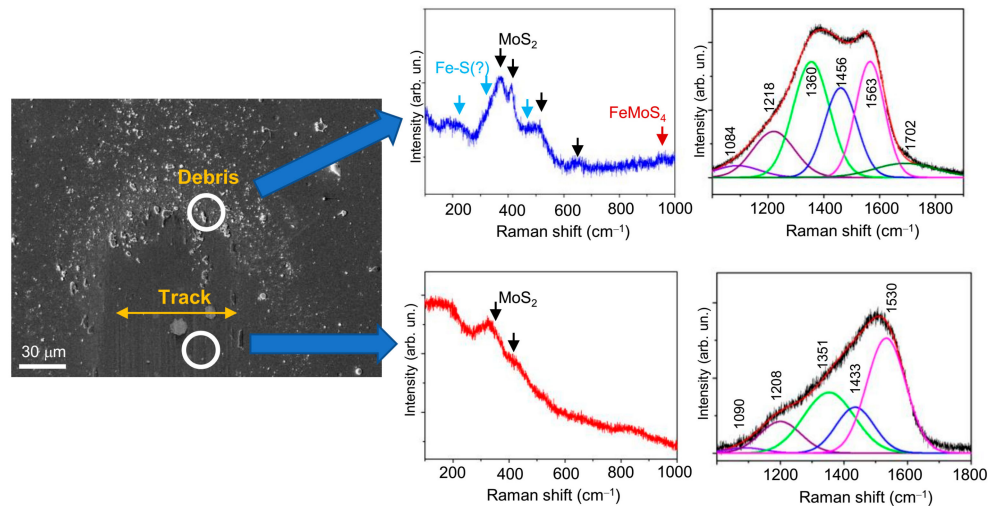 Debris
Track
30 μm
Intensity (arb. un.)
Fe-S(?)
MoS2
FeMoS4
200
400
600
800
1000
Raman shift (cm−1)
Intensity (arb. un.)
1084
1218
1360
1456
1563
1702
1200
1400
1600
1800
Raman shift (cm−1)
Intensity (arb. un.)
MoS2
200
400
600
800
1000
Raman shift (cm−1)
Intensity (arb. un.)
1090
1208
1351
1433
1530
1200
1400
1600
1800
Raman shift (cm−1)